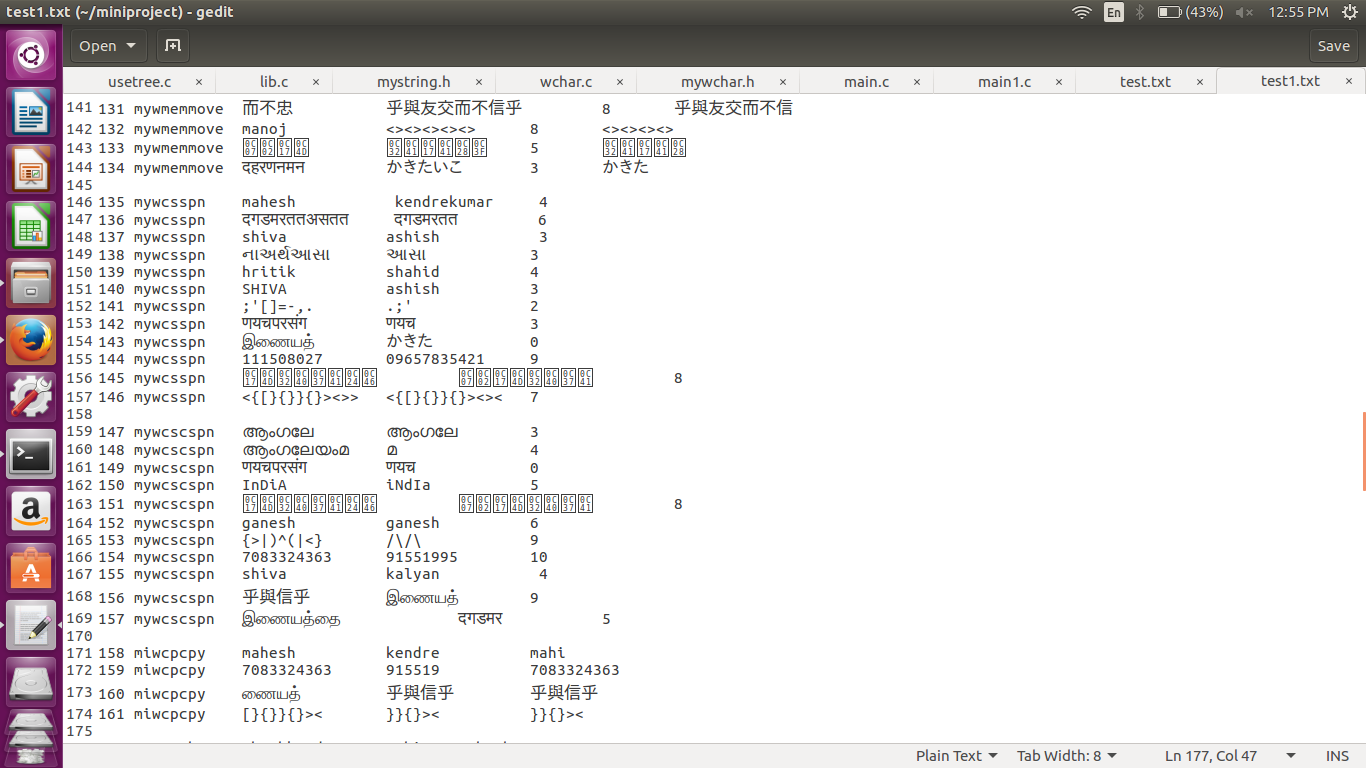 test1.txt (~/miniproject) - gedit
En (43%) 12:55 PM
Open Save
usetree.c × lib.c × mystring.h × wchar.c × mywchar.h × main.c × main1.c × test.txt × test1.txt ×
141 131 mywmemmove 而不忠 乎與友交而不信乎 8 乎與友交而不信
142 132 mywmemmove manoj <><><><><> 8 <><><><>
143 133 mywmemmove 5
144 134 mywmemmove दहरणनमन かきたいこ 3 かきた
145
146 135 mywcsspn mahesh kendrekumar 4
147 136 mywcsspn दगडमरततअसतत दगडमरतत 6
148 137 mywcsspn shiva ashish 3
149 138 mywcsspn નાઅર્થઆસા આસા 3
150 139 mywcsspn hritik shahid 4
151 140 mywcsspn SHIVA ashish 3
152 141 mywcsspn ;'[]=-,. .;' 2
153 142 mywcsspn णयचपरसंग णयच 3
154 143 mywcsspn இணையத் かきた 0
155 144 mywcsspn 111508027 09657835421 9
156 145 mywcsspn 8
157 146 mywcsspn <{[}{}}{}><>> <{[}{}}{}><>< 7
158
159 147 mywcscspn ആംഗലേ ആംഗലേ 3
160 148 mywcscspn ആംഗലേയംമ മ 4
161 149 mywcscspn णयचपरसंग णयच 0
162 150 mywcscspn InDiA iNdIa 5
163 151 mywcscspn 8
164 152 mywcscspn ganesh ganesh 6
165 153 mywcscspn {>|)^(|<} /\/\ 9
166 154 mywcscspn 7083324363 91551995 10
167 155 mywcscspn shiva kalyan 4
168 156 mywcscspn 乎與信乎 இணையத் 9
169 157 mywcscspn இணையத்தை दगडमर 5
170
171 158 miwcpcpy mahesh kendre mahi
172 159 miwcpcpy 7083324363 915519 7083324363
173 160 miwcpcpy ணையத் 乎與信乎 乎與信乎
174 161 miwcpcpy [}{}}{}>< }}{}>< }}{}><
175
Plain Text Tab Width: 8 Ln 177, Col 47 INS